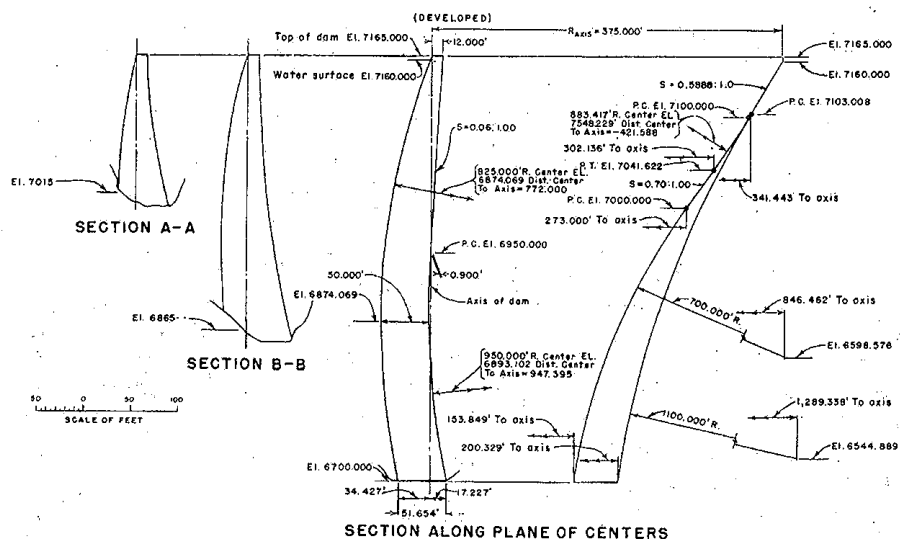 (DEVELOPED)
RAXIS = 375.000'
Top of dam El. 7165.000
12.000'
El. 7165.000
Water surface El. 7160.000
El. 7160.000
S = 0.5988:1.0
P.C. El. 7100.000
P.C. El. 7103.008
883.417'R. Center EL.
7548.229' Dist. Center
To Axis=-421.588
S=0.06:1.00
302.136' To axis
P.T. El. 7041.622
825.000'R. Center EL.
6874.069 Dist. Center
To Axis= 772.000
S=0.70:1.00
El. 7015
341.443' To axis
P.C. El. 7000.000
273.000' To axis
SECTION A-A
P.C. El. 6950.000
50.000'
0.900'
El. 6874.069
Axis of dam
700.000'R.
846.462' To axis
El. 6865
El. 6598.576
SECTION B-B
950.000'R. Center EL.
6893.102 Dist. Center
To Axis=947.395
50 0 50 100
SCALE OF FEET
153.849' To axis
1100.000'R.
1,289.338' To axis
200.329' To axis
El. 6544.889
El. 6700.000
34.427'
17.227'
51.654'
SECTION ALONG PLANE OF CENTERS